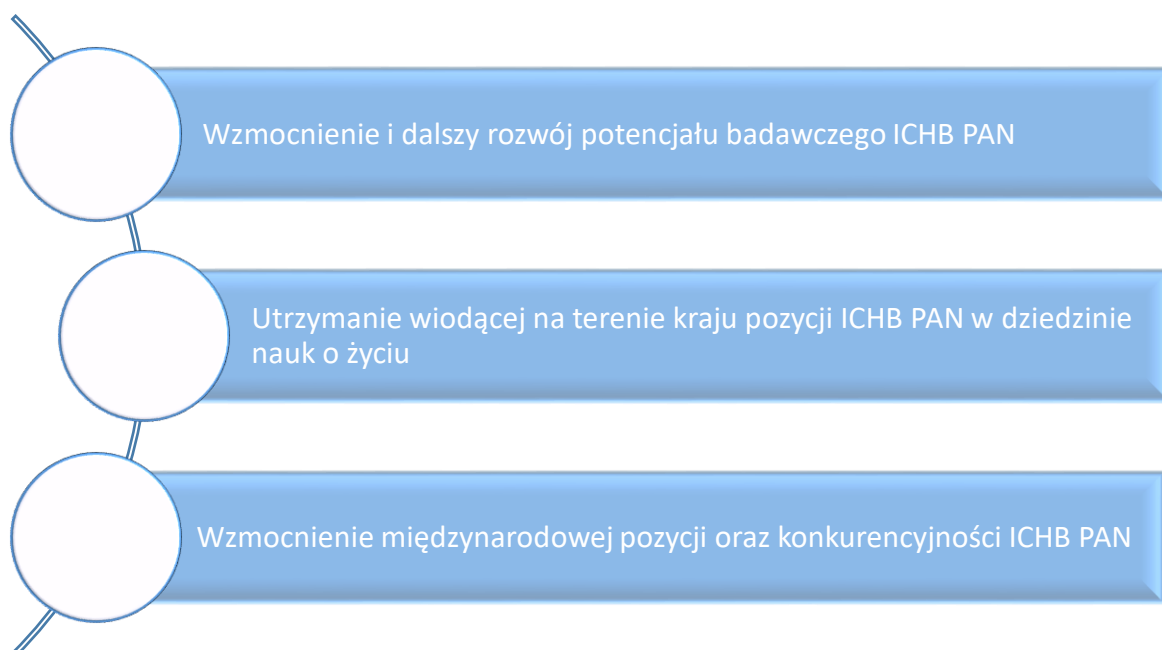 Wzmocnienie i dalszy rozwój potencjału badawczego ICHB PAN
Utrzymanie wiodącej na terenie kraju pozycji ICHB PAN w dziedzinie
nauk o życiu
Wzmocnienie międzynarodowej pozycji oraz konkurencyjności ICHB PAN